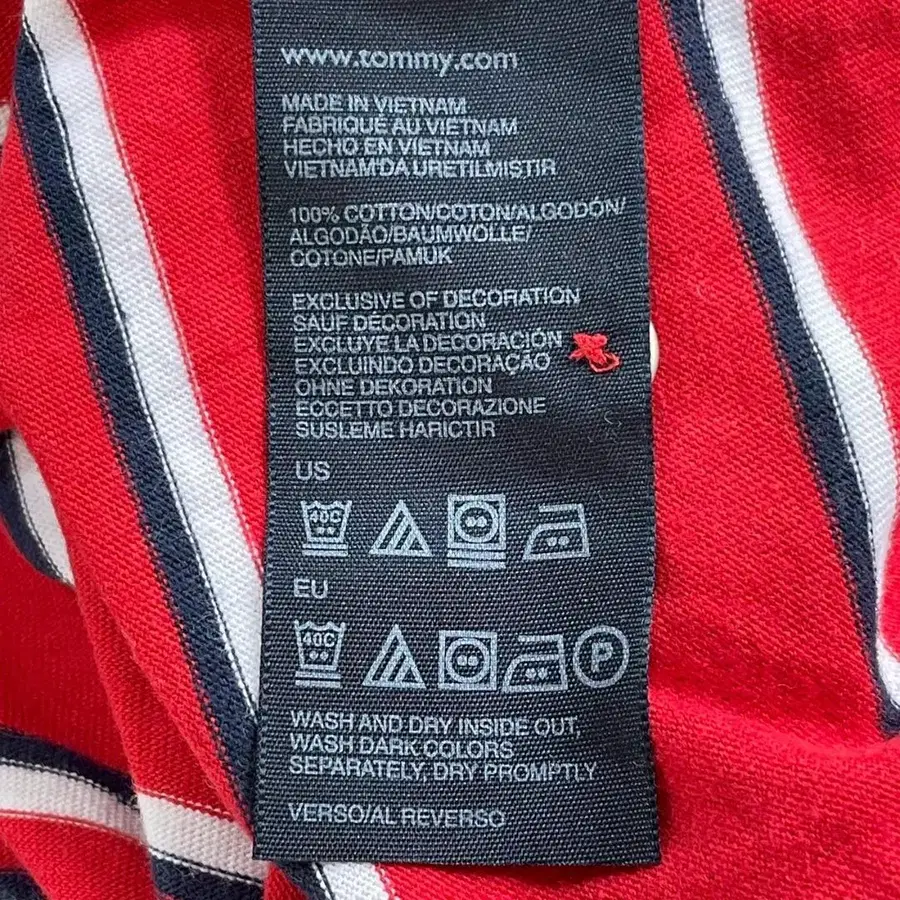 www.tommy.com
MADE IN VIETNAM
FABRIQUÉ AU VIETNAM
HECHO EN VIETNAM
VIETNAM'DA URETILMISTIR
100% COTTON/COTON/ALGODÓN/
ALGODÃO/BAUMWOLLE/
COTONE/PAMUK
EXCLUSIVE OF DECORATION
SAUF DÉCORATION
EXCLUYE LA DECORACIÓN
EXCLUINDO DECORAÇÃO
OHNE DEKORATION
ECCETTO DECORAZIONE
SUSLEME HARICTIR
US
40C
EU
40C P
WASH AND DRY INSIDE OUT,
WASH DARK COLORS
SEPARATELY, DRY PROMPTLY
VERSO/AL REVERSO